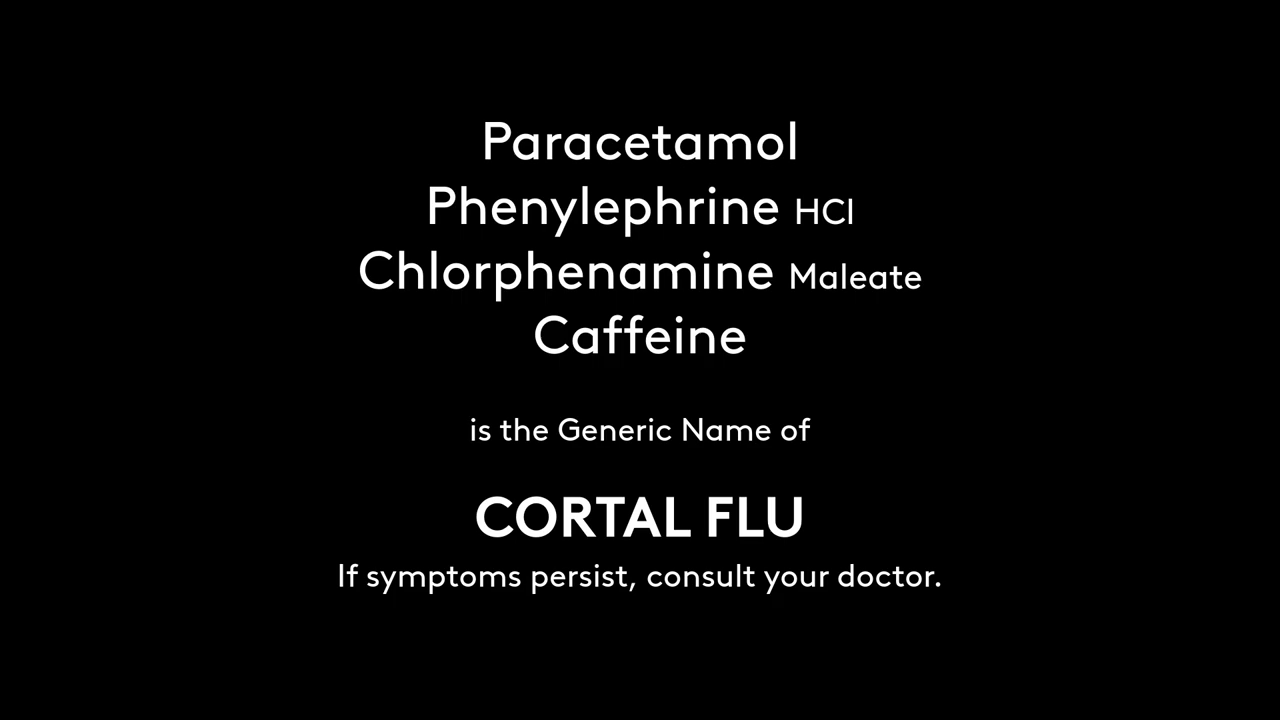 Paracetamol
Phenylephrine HCl
Chlorphenamine Maleate
Caffeine
is the Generic Name of
CORTAL FLU
If symptoms persist, consult your doctor.